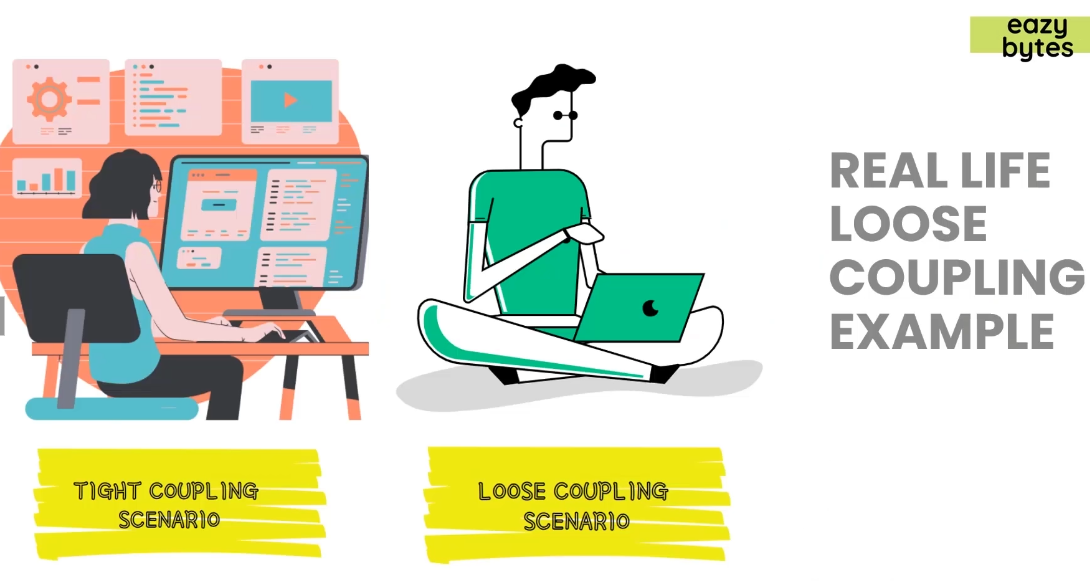 eazy
bytes
REAL LIFE
LOOSE
COUPLING
EXAMPLE
TIGHT COUPLING
SCENARIO
LOOSE COUPLING
SCENARIO